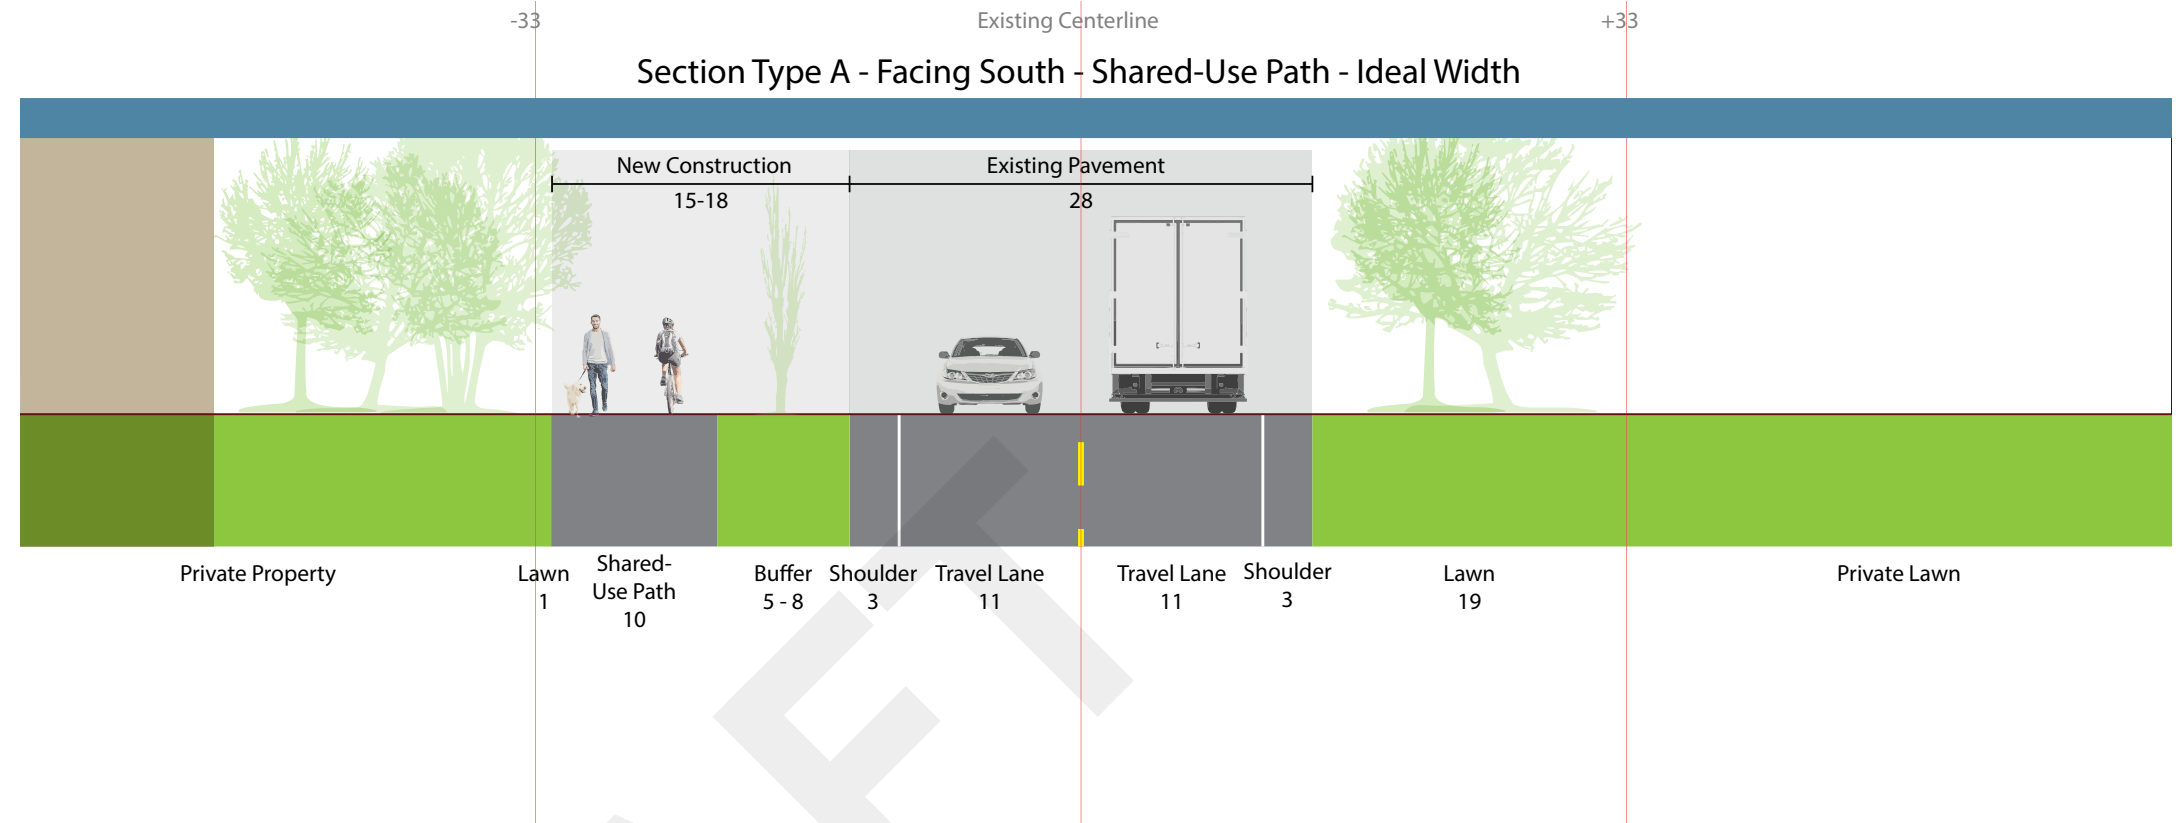 -33 Existing Centerline +33
Section Type A - Facing South - Shared-Use Path - Ideal Width
New Construction
15-18
Existing Pavement
28
Private Property
Lawn
1
Shared-
Use Path
10
Buffer
5 - 8
Shoulder
3
Travel Lane
11
Travel Lane
11
Shoulder
3
Lawn
19
Private Lawn